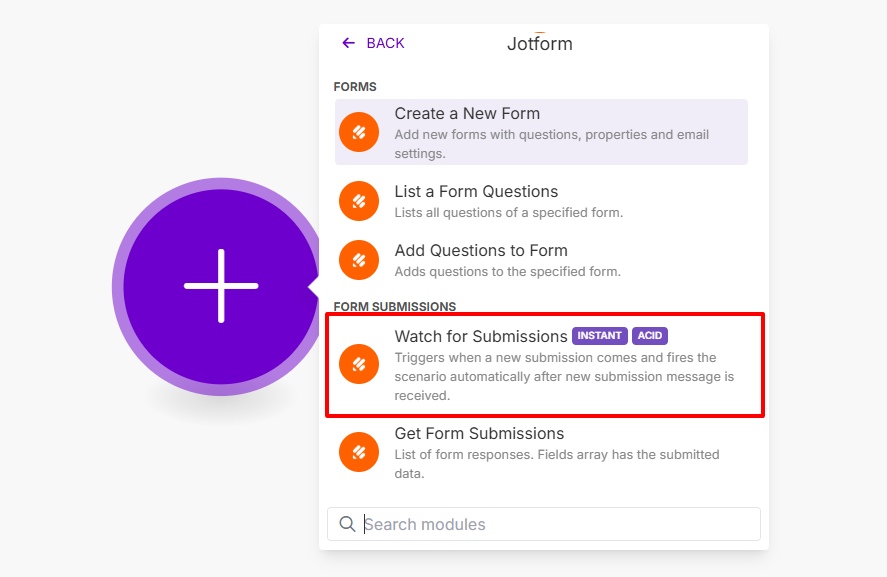 BACK
Jotform
FORMS
Create a New Form
Add new forms with questions, properties and email
settings.
List a Form Questions
Lists all questions of a specified form.
Add Questions to Form
Adds questions to the specified form.
FORM SUBMISSIONS
Watch for Submissions INSTANT ACID
Triggers when a new submission comes and fires the
scenario automatically after new submission message is
received.
Get Form Submissions
List of form responses. Fields array has the submitted
data.
Search modules